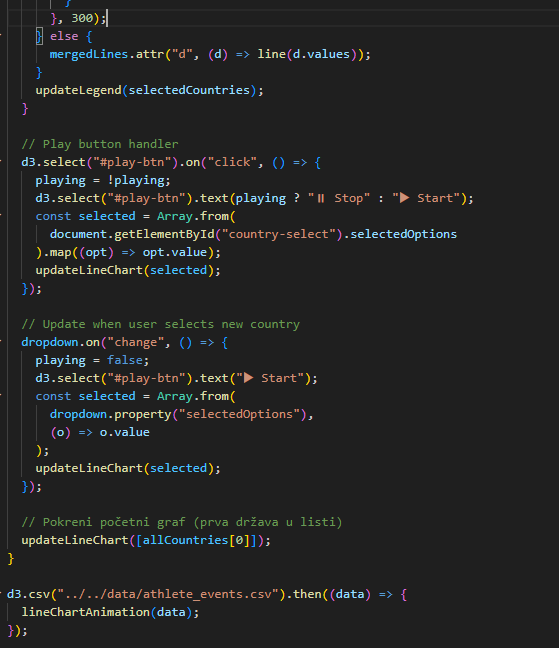 }
}, 300);
} else {
mergedLines.attr("d", (d) => line(d.values));
}
updateLegend(selectedCountries);
}
// Play button handler
d3.select("#play-btn").on("click", () => {
playing = !playing;
d3.select("#play-btn").text(playing ? "⏸ Stop" : "▶ Start");
const selected = Array.from(
document.getElementById("country-select").selectedOptions
).map((opt) => opt.value);
updateLineChart(selected);
});
// Update when user selects new country
dropdown.on("change", () => {
playing = false;
d3.select("#play-btn").text("▶ Start");
const selected = Array.from(
dropdown.property("selectedOptions"),
(o) => o.value
);
updateLineChart(selected);
});
// Pokreni početni graf (prva država u listi)
updateLineChart([allCountries[0]]);
}
d3.csv("../../data/athlete_events.csv").then((data) => {
lineChartAnimation(data);
});